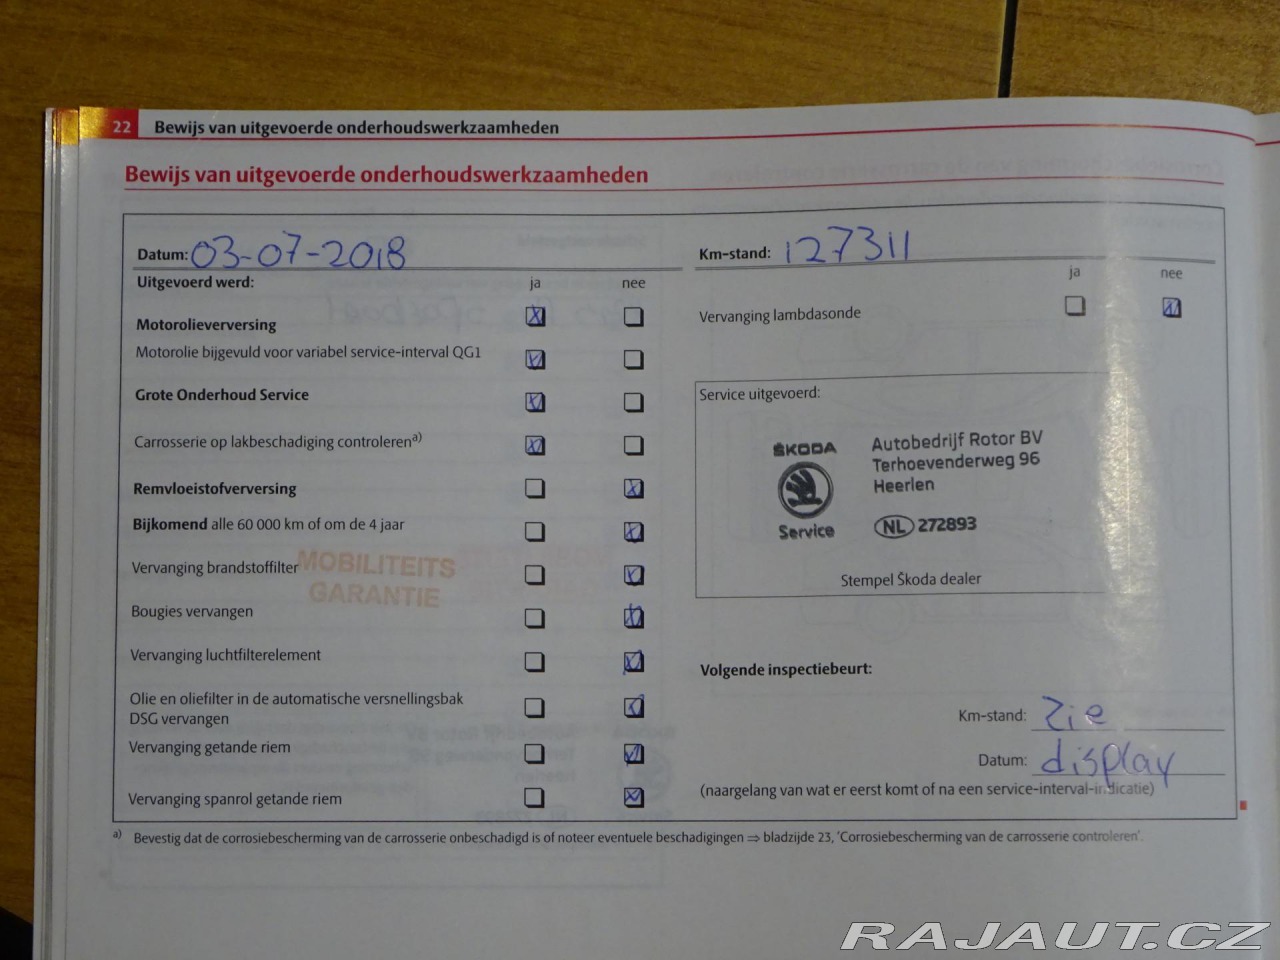 22 Bewijs van uitgevoerde onderhoudswerkzaamheden
Bewijs van uitgevoerde onderhoudswerkzaamheden
Datum: 03-07-2018
Uitgevoerd werd: ja nee
Motorolieverversing
Motorolie bijgevuld voor variabel service-interval QG1
Grote Onderhoud Service
Carrosserie op lakbeschadiging controleren a)
Remvloeistofverversing
Bijkomend alle 60 000 km of om de 4 jaar
Vervanging brandstoffilter
MOBILITEITS
GARANTIE
Bougies vervangen
Vervanging luchtfilterelement
Olie en oliefilter in de automatische versnellingsbak
DSG vervangen
Vervanging getande riem
Vervanging spanrol getande riem
Km-stand: 127311
ja nee
Vervanging lambdasonde
Service uitgevoerd:
ŠKODA
Service
Autobedrijf Rotor BV
Terhoevenderweg 96
Heerlen
NL 272893
Stempel Škoda dealer
Volgende inspectiebeurt:
Km-stand: Zie
Datum: display
(naargelang van wat er eerst komt of na een service-interval-indicatie)
a) Bevestig dat de corrosiebescherming van de carrosserie onbeschadigd is of noteer eventuele beschadigingen ⇒ bladzijde 23, 'Corrosiebescherming van de carrosserie controleren'.
RAJAUT.CZ